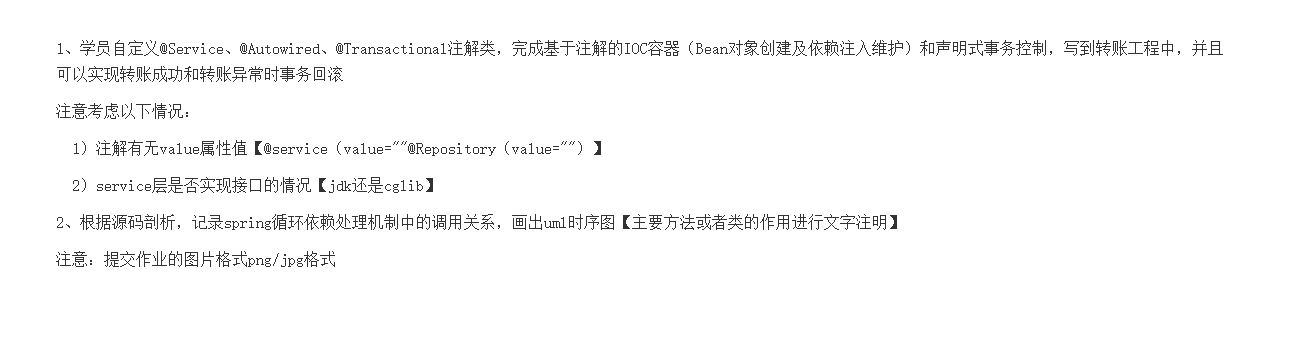 1、学员自定义@Service、@Autowired、@Transactional注解类，完成基于注解的IOC容器（Bean对象创建及依赖注入维护）和声明式事务控制，写到转账工程中，并且
可以实现转账成功和转账异常时事务回滚
注意考虑以下情况：
1）注解有无value属性值【@service（value=""@Repository（value=""）】
2）service层是否实现接口的情况【jdk还是cglib】
2、根据源码剖析，记录spring循环依赖处理机制中的调用关系，画出uml时序图【主要方法或者类的作用进行文字注明】
注意：提交作业的图片格式png/jpg格式